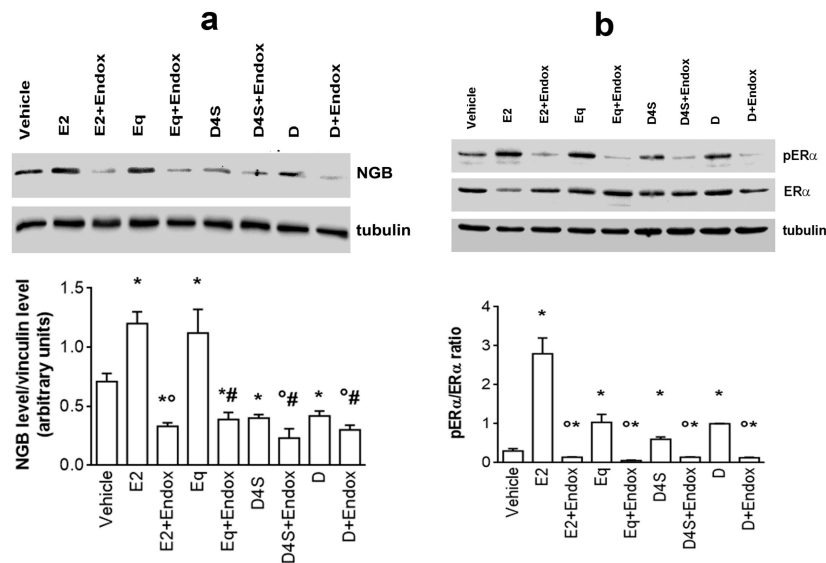 a
Vehicle
E2
E2+Endox
Eq
Eq+Endox
D4S
D4S+Endox
D
D+Endox
NGB
tubulin
NGB level/vinculin level
(arbitrary units)
1.5
1.0
0.5
0.0
*
*°
*
*#
*
°#
*
°#
Vehicle
E2
E2+Endox
Eq
Eq+Endox
D4S
D4S+Endox
D
D+Endox
b
Vehicle
E2
E2+Endox
Eq
Eq+Endox
D4S
D4S+Endox
D
D+Endox
pERα
ERα
tubulin
pERα/ERα ratio
4
3
2
1
0
*
°*
*
°*
*
°*
*
°*
Vehicle
E2
E2+Endox
Eq
Eq+Endox
D4S
D4S+Endox
D
D+Endox